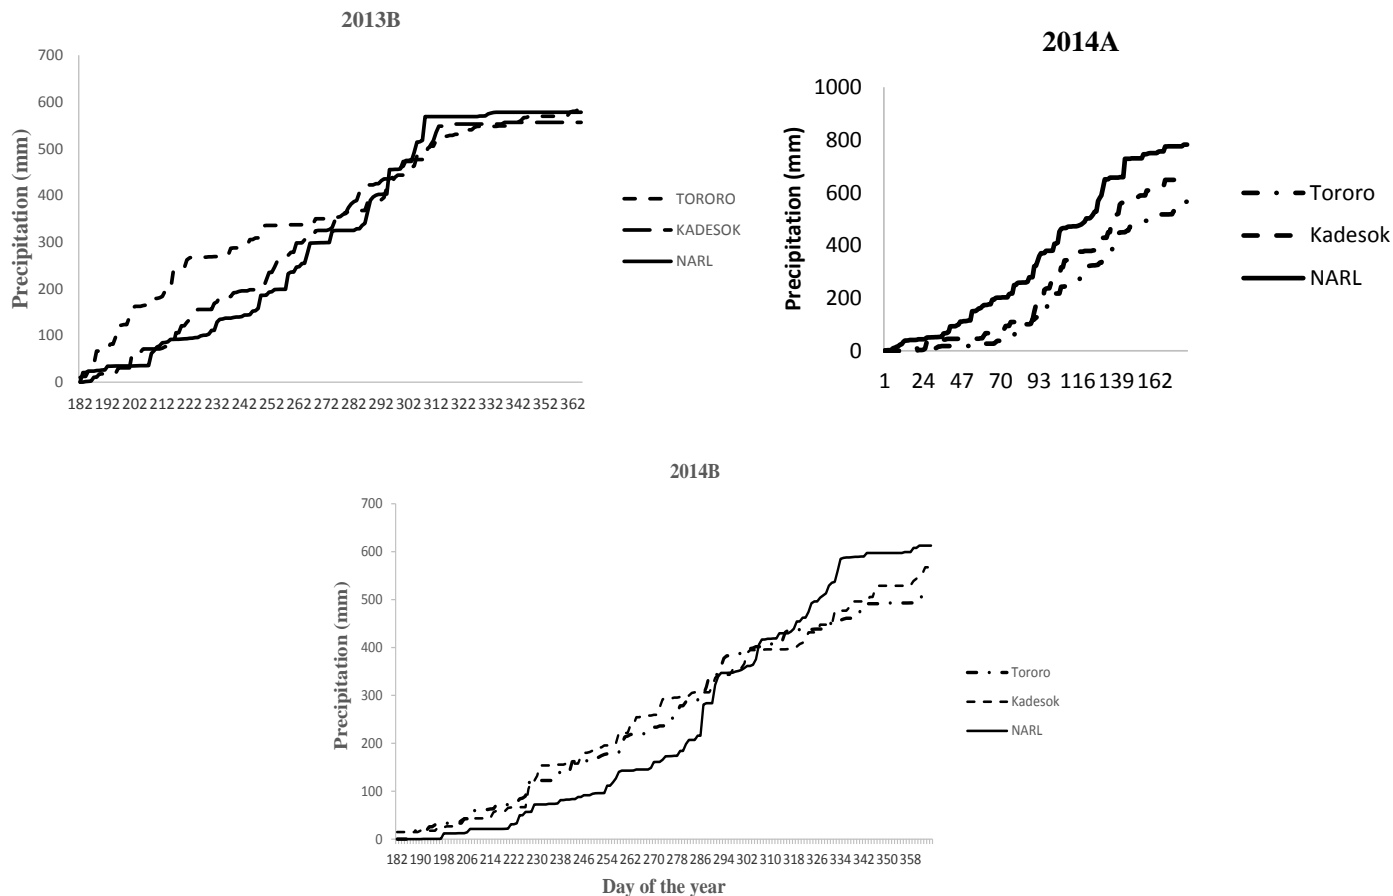 2013B
700
600
500
400
300
200
100
0
Precipitation (mm)
182 192 202 212 222 232 242 252 262 272 282 292 302 312 322 332 342 352 362
TORORO
KADESOK
NARL
2014A
1000
800
600
400
200
0
Precipitation (mm)
1 24 47 70 93 116 139 162
Tororo
Kadesok
NARL
2014B
700
600
500
400
300
200
100
0
Precipitation (mm)
182 190 198 206 214 222 230 238 246 254 262 270 278 286 294 302 310 318 326 334 342 350 358
Day of the year
Tororo
Kadesok
NARL